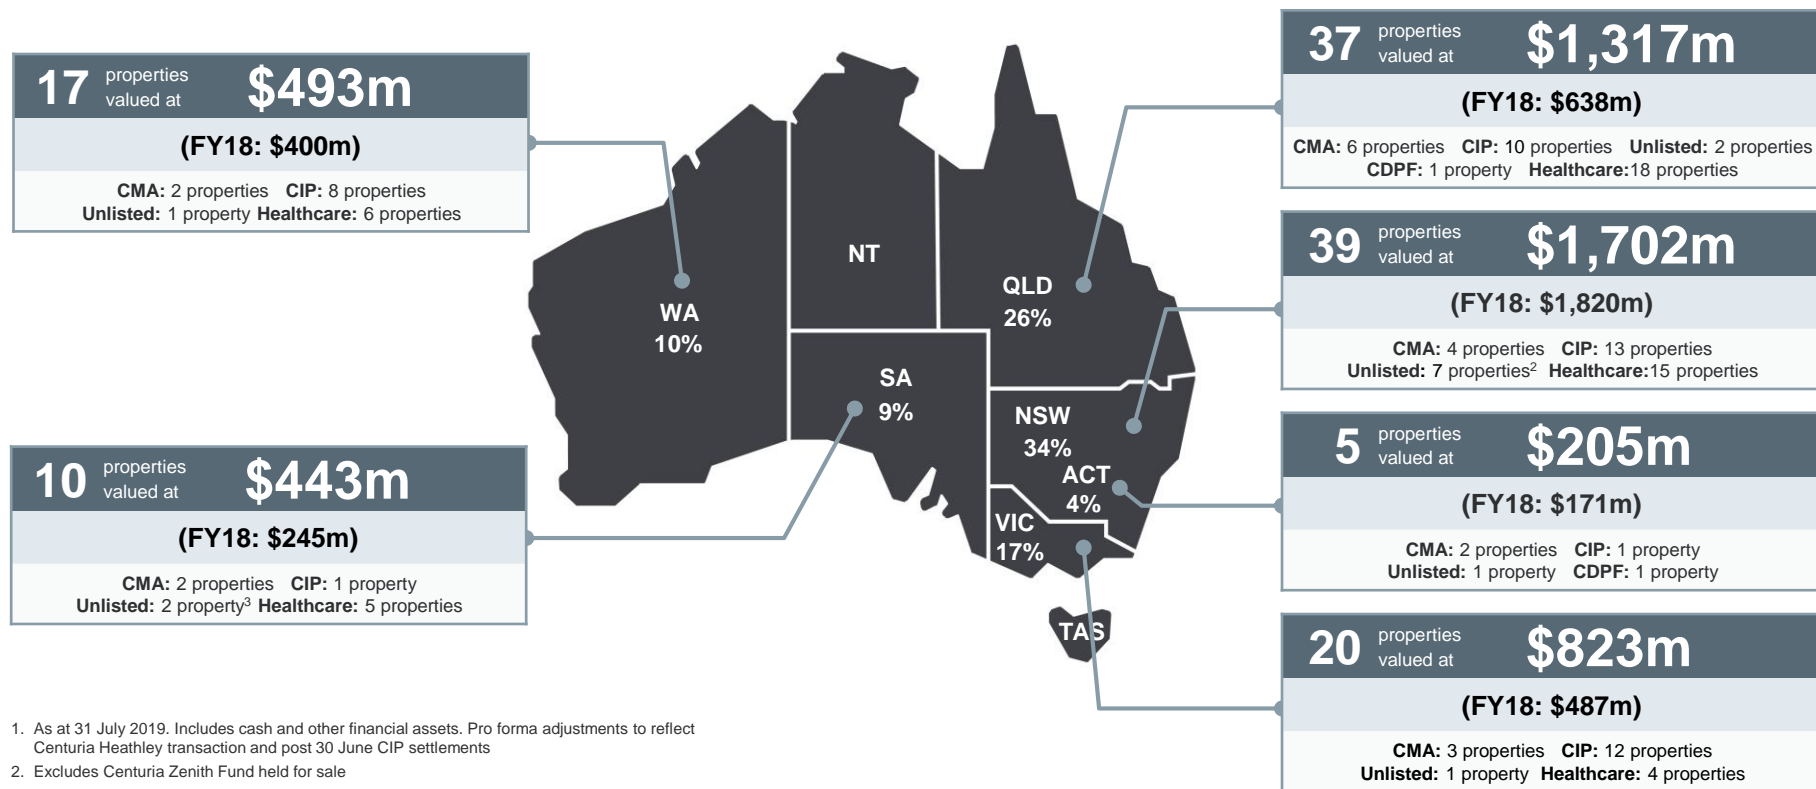 17 properties valued at $493m
(FY18: $400m)
CMA: 2 properties CIP: 8 properties
Unlisted: 1 property Healthcare: 6 properties
10 properties valued at $443m
(FY18: $245m)
CMA: 2 properties CIP: 1 property
Unlisted: 2 property³ Healthcare: 5 properties
WA
10%
NT
SA
9%
QLD
26%
NSW
34%
ACT
4%
VIC
17%
TAS
37 properties valued at $1,317m
(FY18: $638m)
CMA: 6 properties CIP: 10 properties Unlisted: 2 properties
CDPF: 1 property Healthcare:18 properties
39 properties valued at $1,702m
(FY18: $1,820m)
CMA: 4 properties CIP: 13 properties
Unlisted: 7 properties² Healthcare:15 properties
5 properties valued at $205m
(FY18: $171m)
CMA: 2 properties CIP: 1 property
Unlisted: 1 property CDPF: 1 property
20 properties valued at $823m
(FY18: $487m)
CMA: 3 properties CIP: 12 properties
Unlisted: 1 property Healthcare: 4 properties
1. As at 31 July 2019. Includes cash and other financial assets. Pro forma adjustments to reflect
Centuria Heathley transaction and post 30 June CIP settlements
2. Excludes Centuria Zenith Fund held for sale